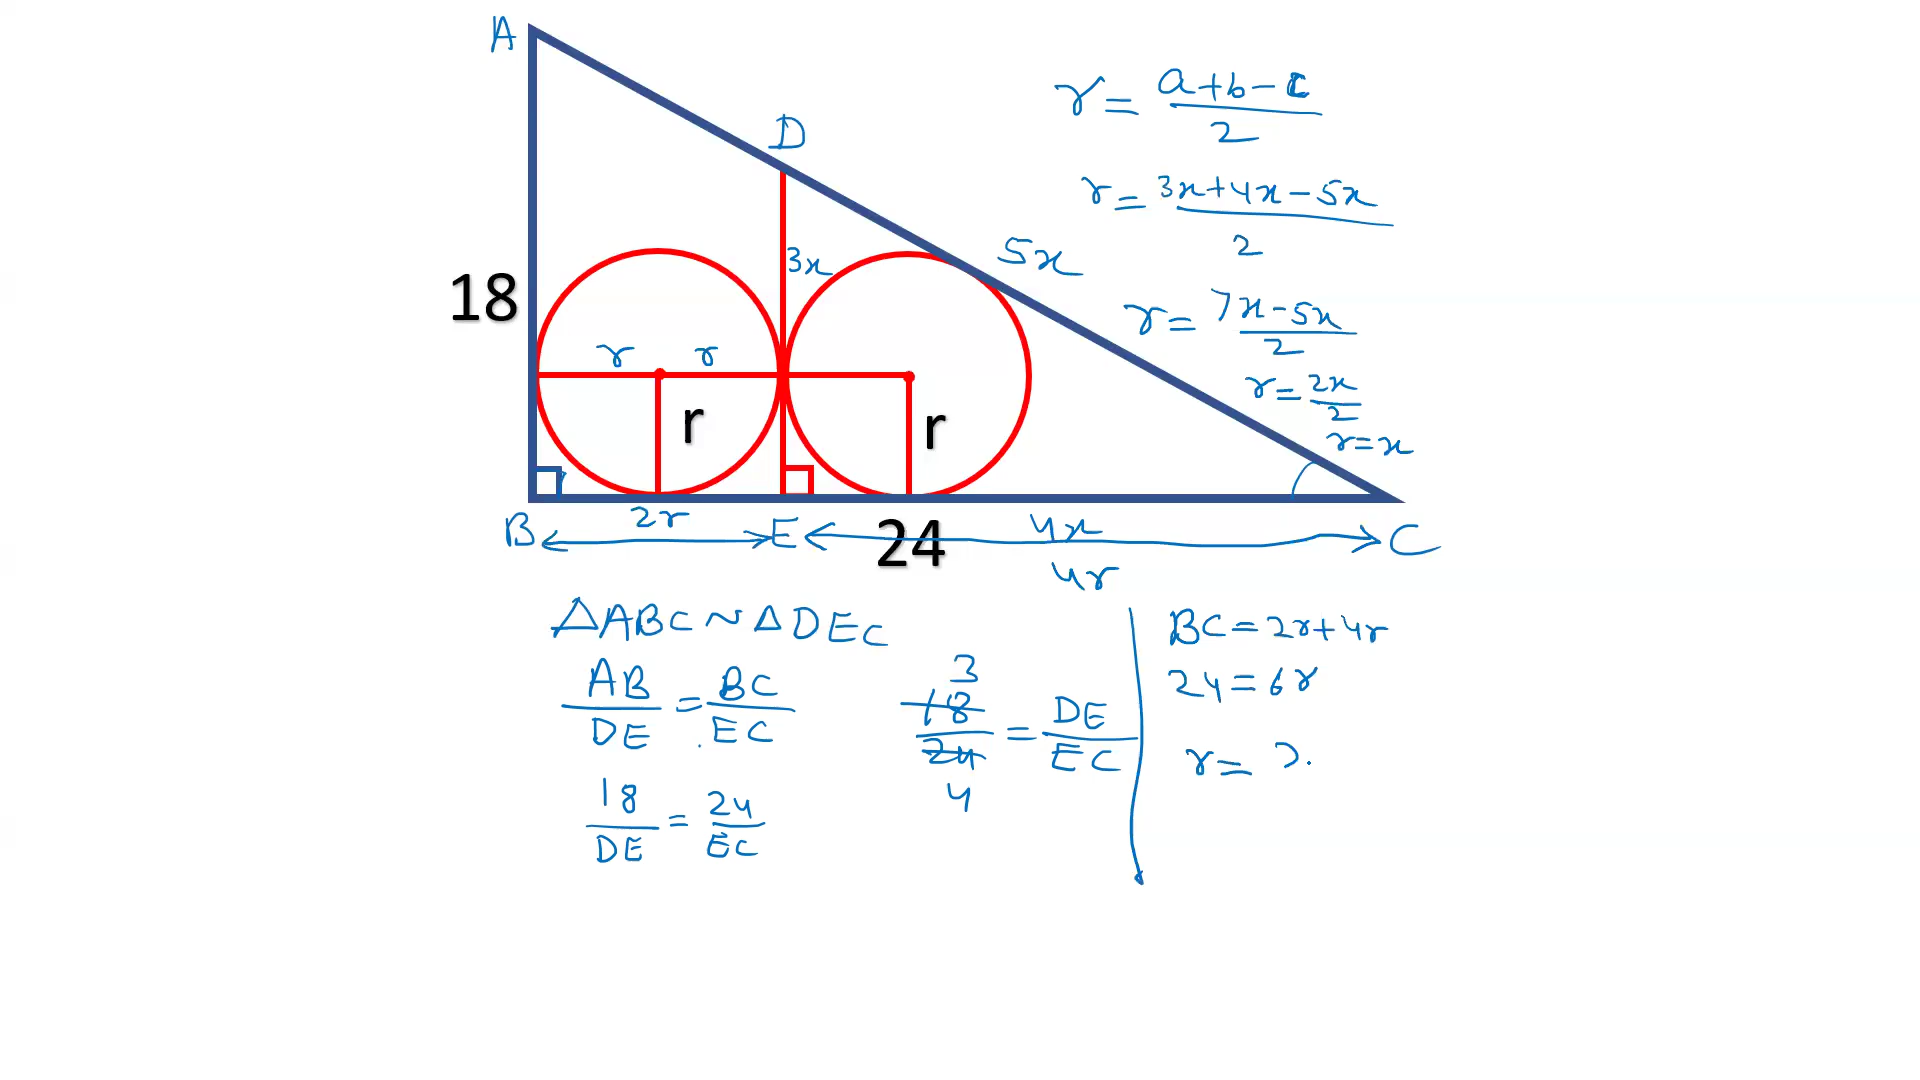 A
D
r = a+b-c / 2
r = 3x+4x-5x / 2
3x
5x
18
r = 7x-5x / 2
r r
r = 2x / 2
r r
r = x
B 2r E 24 4x C
4r
△ABC ~ △DEC
AB / DE = BC / EC
18 / DE = 24 / EC
3
18 / 24 = DE / EC
4
BC = 2r+4r
24 = 6r
r =